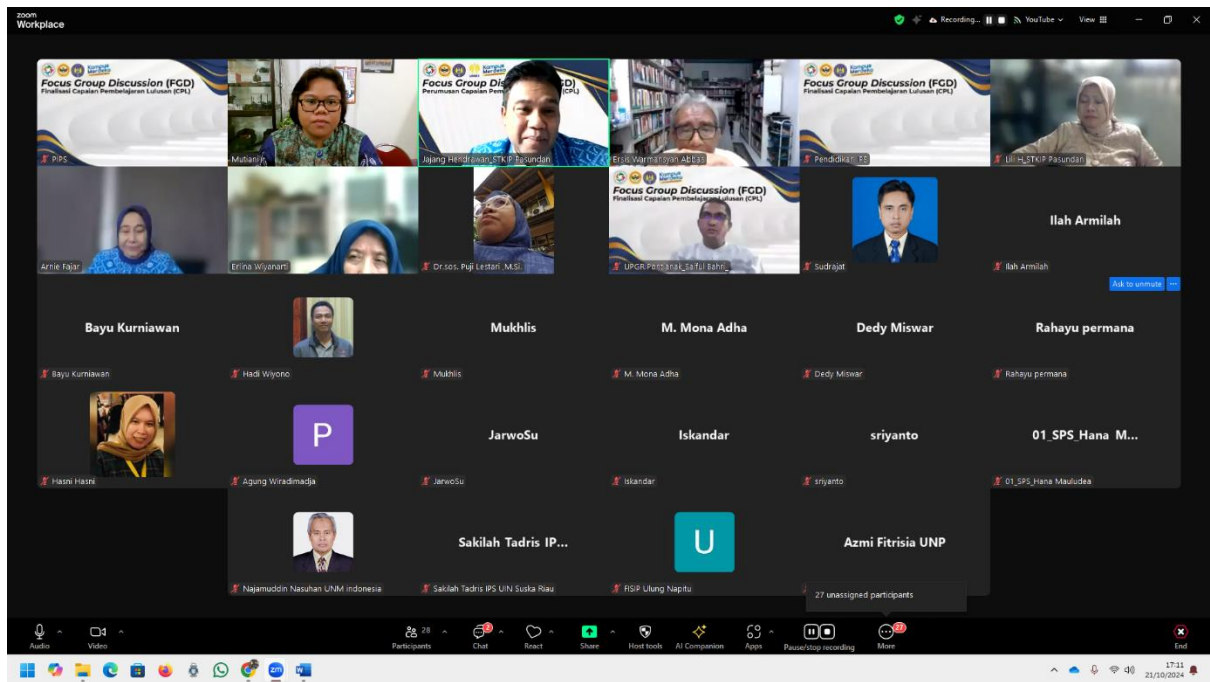 zoom
Workplace
Recording...
YouTube
View
Focus Group Discussion (FGD)
Finalisasi Capaian Pembelajaran Lulusan (CPL)
PIPS
Mutiani
Focus Group Dis
Perumusan Capaian Pem
Jajang Hendrawan_STKIP Pasundan
Ersis Warmansyah Abbas
Focus Group Discussion (FGD)
Finalisasi Capaian Pembelajaran Lulusan (CPL)
Pendidikan IPS
Lili H_STKIP Pasundan
Arnie Fajar
Erlina Wiyanarti
Dr.sos. Puji Lestari ,M.Si.
Focus Group Discussion (FGD)
Finalisasi Capaian Pembelajaran Lulusan (CPL)
UPGR Pontianak_Saiful Bahri_
Sudrajat
Ilah Armilah
Ilah Armilah
Ask to unmute
Bayu Kurniawan
Bayu Kurniawan
Hadi Wiyono
Mukhlis
Mukhlis
M. Mona Adha
M. Mona Adha
Dedy Miswar
Dedy Miswar
Rahayu permana
Rahayu permana
Hasni Hasni
P
Agung Wiradimadja
JarwoSu
JarwoSu
Iskandar
Iskandar
sriyanto
sriyanto
01_SPS_Hana M...
01_SPS_Hana Mauludea
Najamuddin Nasuhan UNM indonesia
Sakilah Tadris IP...
Sakilah Tadris IPS UIN Suska Riau
U
FISIP Ulung Napitu
Azmi Fitrisia UNP
27 unassigned participants
Audio
Video
28
Participants
2
Chat
React
Share
Host tools
AI Companion
Apps
Pause/stop recording
27
More
End
17:11
21/10/2024